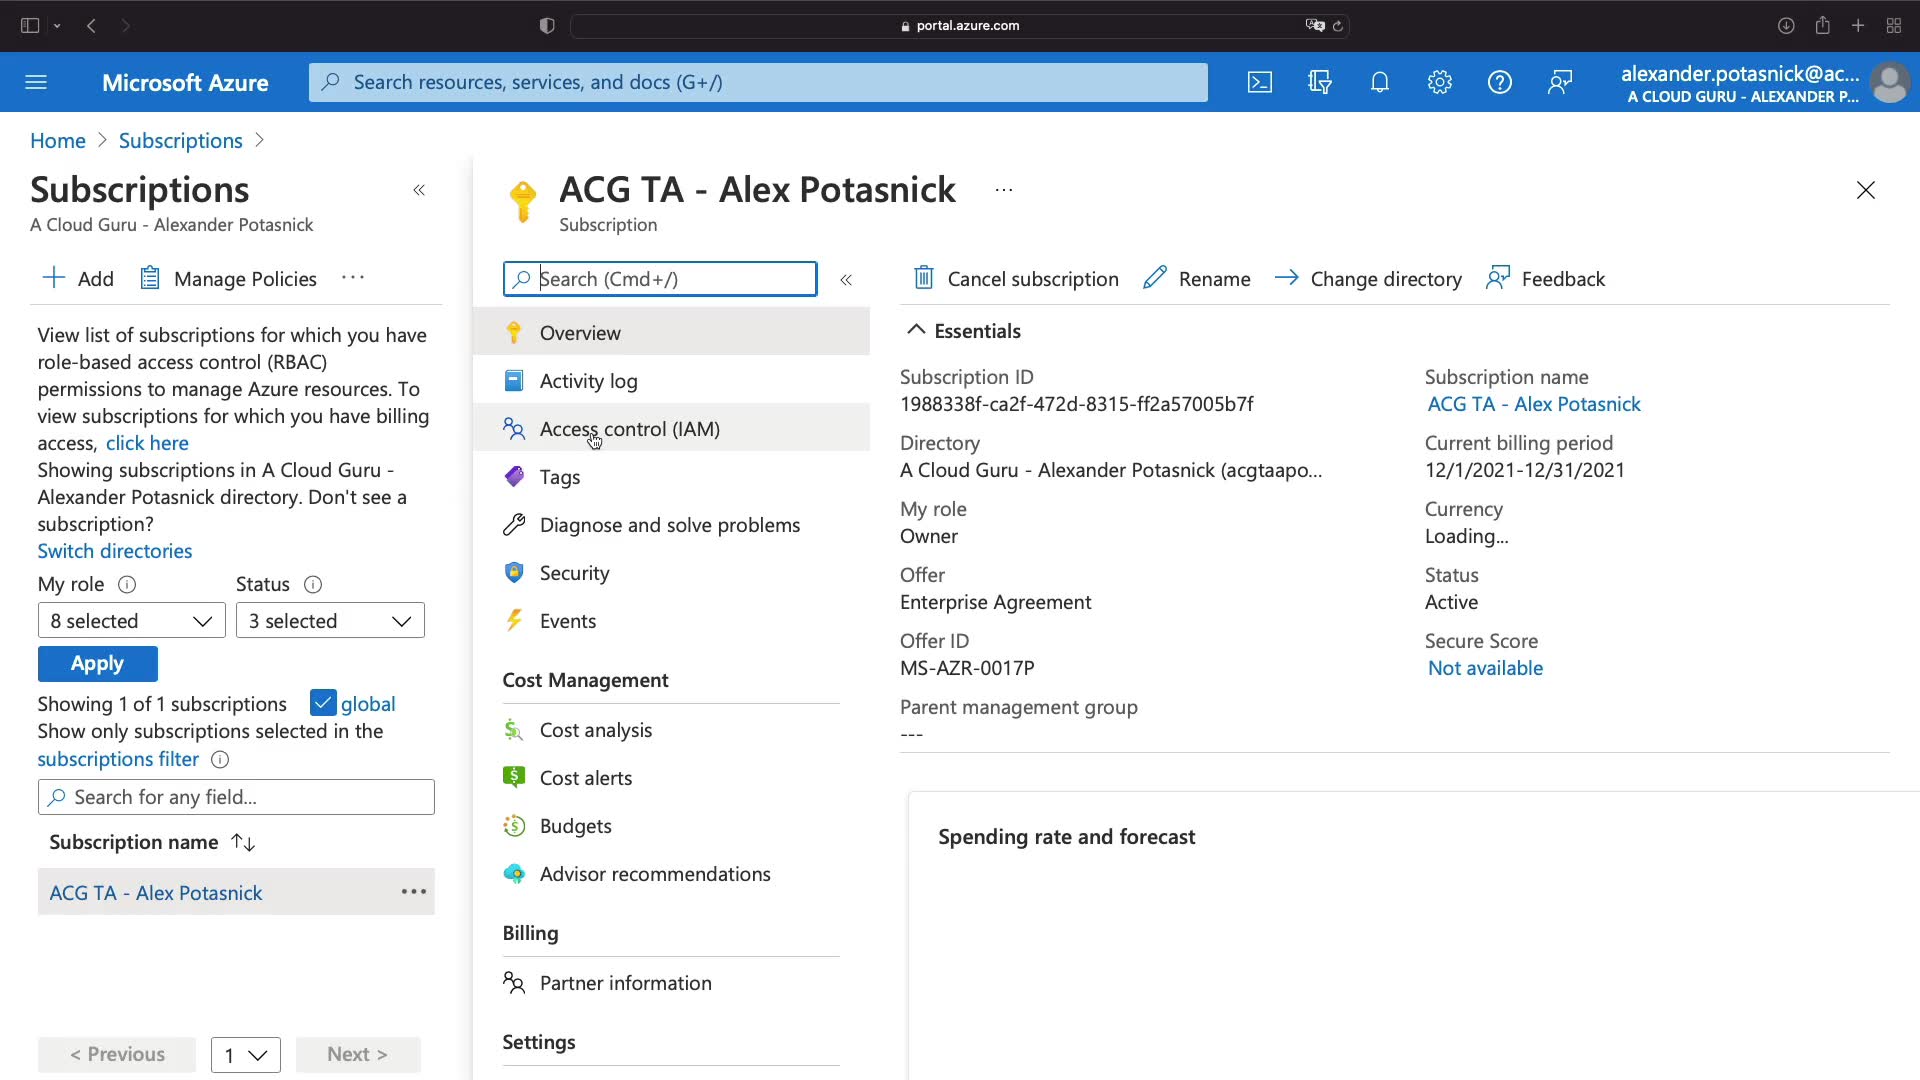 portal.azure.com
Microsoft Azure
Search resources, services, and docs (G+/)
alexander.potasnick@ac...
A CLOUD GURU - ALEXANDER P...
Home > Subscriptions >
Subscriptions
A Cloud Guru - Alexander Potasnick
«
+ Add
Manage Policies
...
View list of subscriptions for which you have
role-based access control (RBAC)
permissions to manage Azure resources. To
view subscriptions for which you have billing
access, click here
Showing subscriptions in A Cloud Guru -
Alexander Potasnick directory. Don't see a
subscription?
Switch directories
My role
Status
8 selected
3 selected
Apply
Showing 1 of 1 subscriptions
global
Show only subscriptions selected in the
subscriptions filter
Search for any field...
Subscription name
ACG TA - Alex Potasnick
...
< Previous
1
Next >
ACG TA - Alex Potasnick
...
Subscription
Search (Cmd+/)
«
Overview
Activity log
Access control (IAM)
Tags
Diagnose and solve problems
Security
Events
Cost Management
Cost analysis
Cost alerts
Budgets
Advisor recommendations
Billing
Partner information
Settings
Cancel subscription
Rename
Change directory
Feedback
Essentials
Subscription ID
1988338f-ca2f-472d-8315-ff2a57005b7f
Directory
A Cloud Guru - Alexander Potasnick (acgtaapo...
My role
Owner
Offer
Enterprise Agreement
Offer ID
MS-AZR-0017P
Parent management group
---
Subscription name
ACG TA - Alex Potasnick
Current billing period
12/1/2021-12/31/2021
Currency
Loading...
Status
Active
Secure Score
Not available
Spending rate and forecast